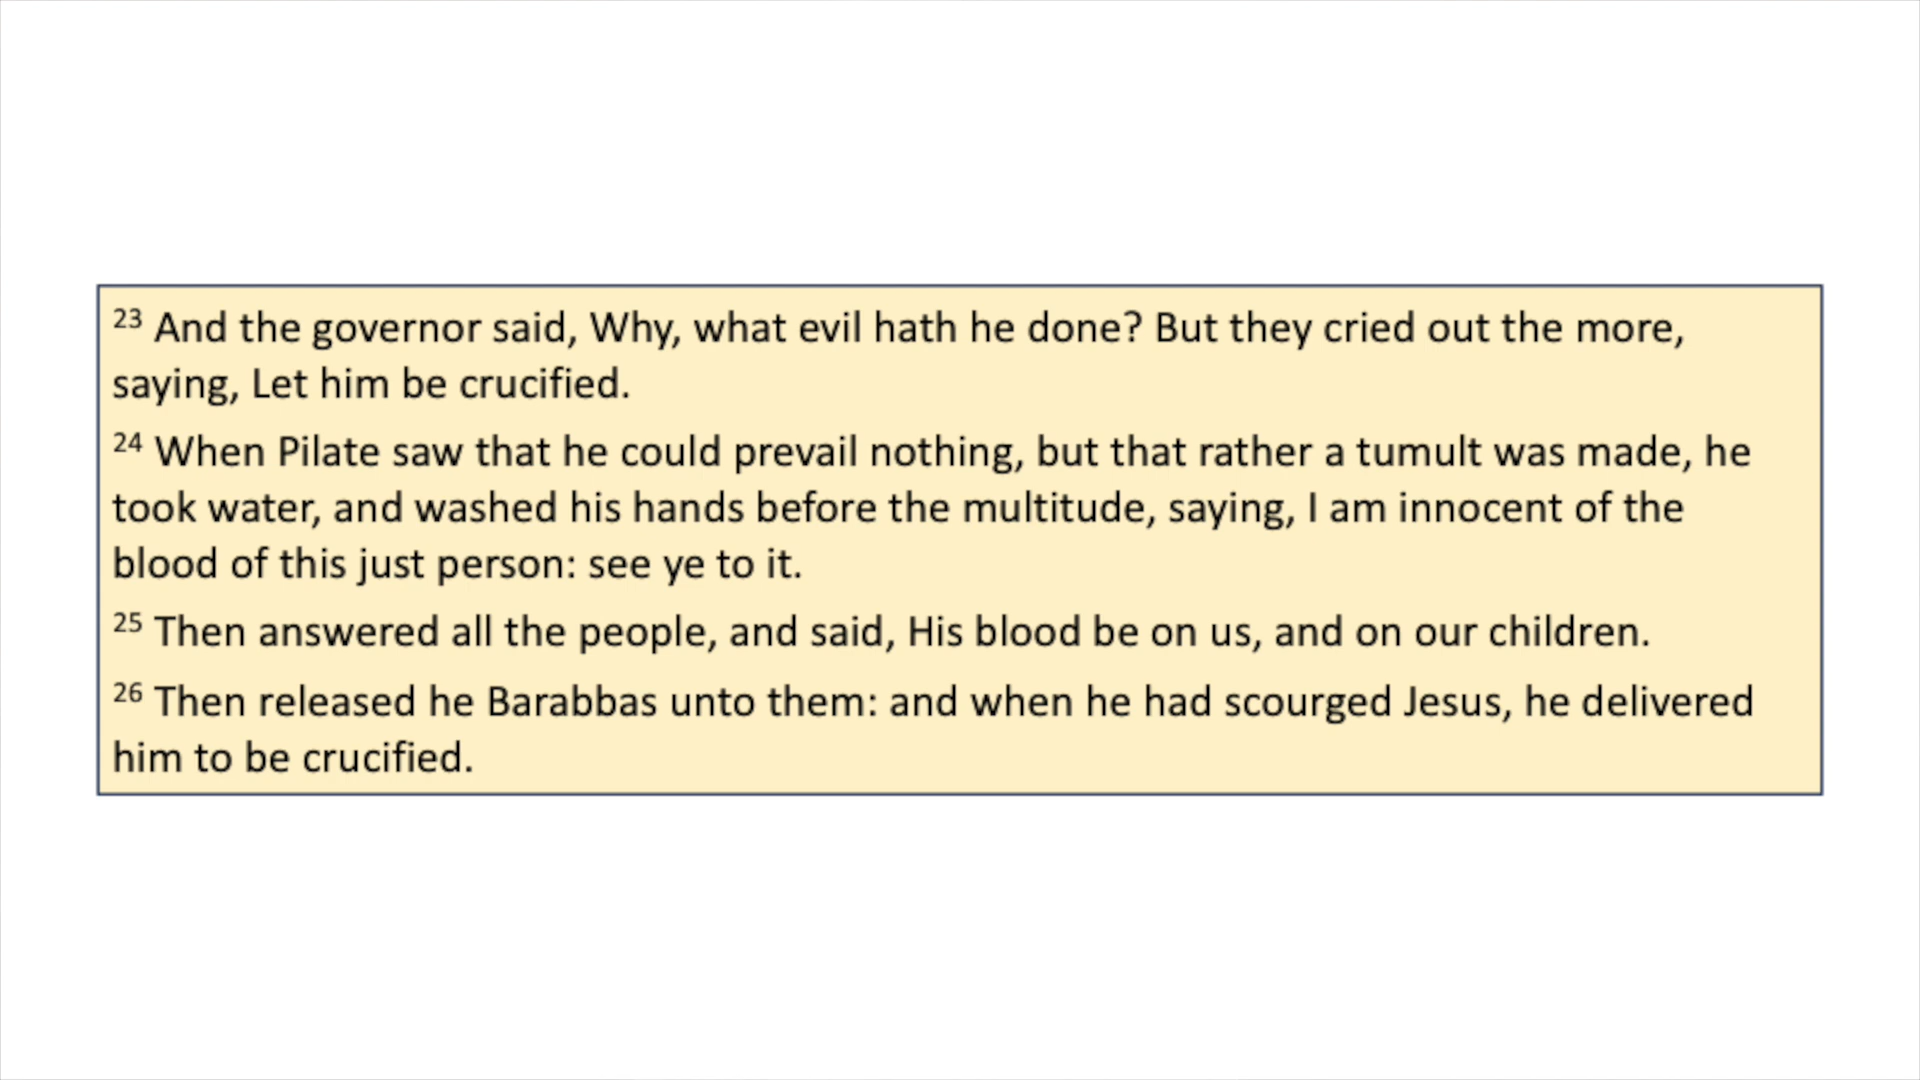 23 And the governor said, Why, what evil hath he done? But they cried out the more,
saying, Let him be crucified.
24 When Pilate saw that he could prevail nothing, but that rather a tumult was made, he
took water, and washed his hands before the multitude, saying, I am innocent of the
blood of this just person: see ye to it.
25 Then answered all the people, and said, His blood be on us, and on our children.
26 Then released he Barabbas unto them: and when he had scourged Jesus, he delivered
him to be crucified.